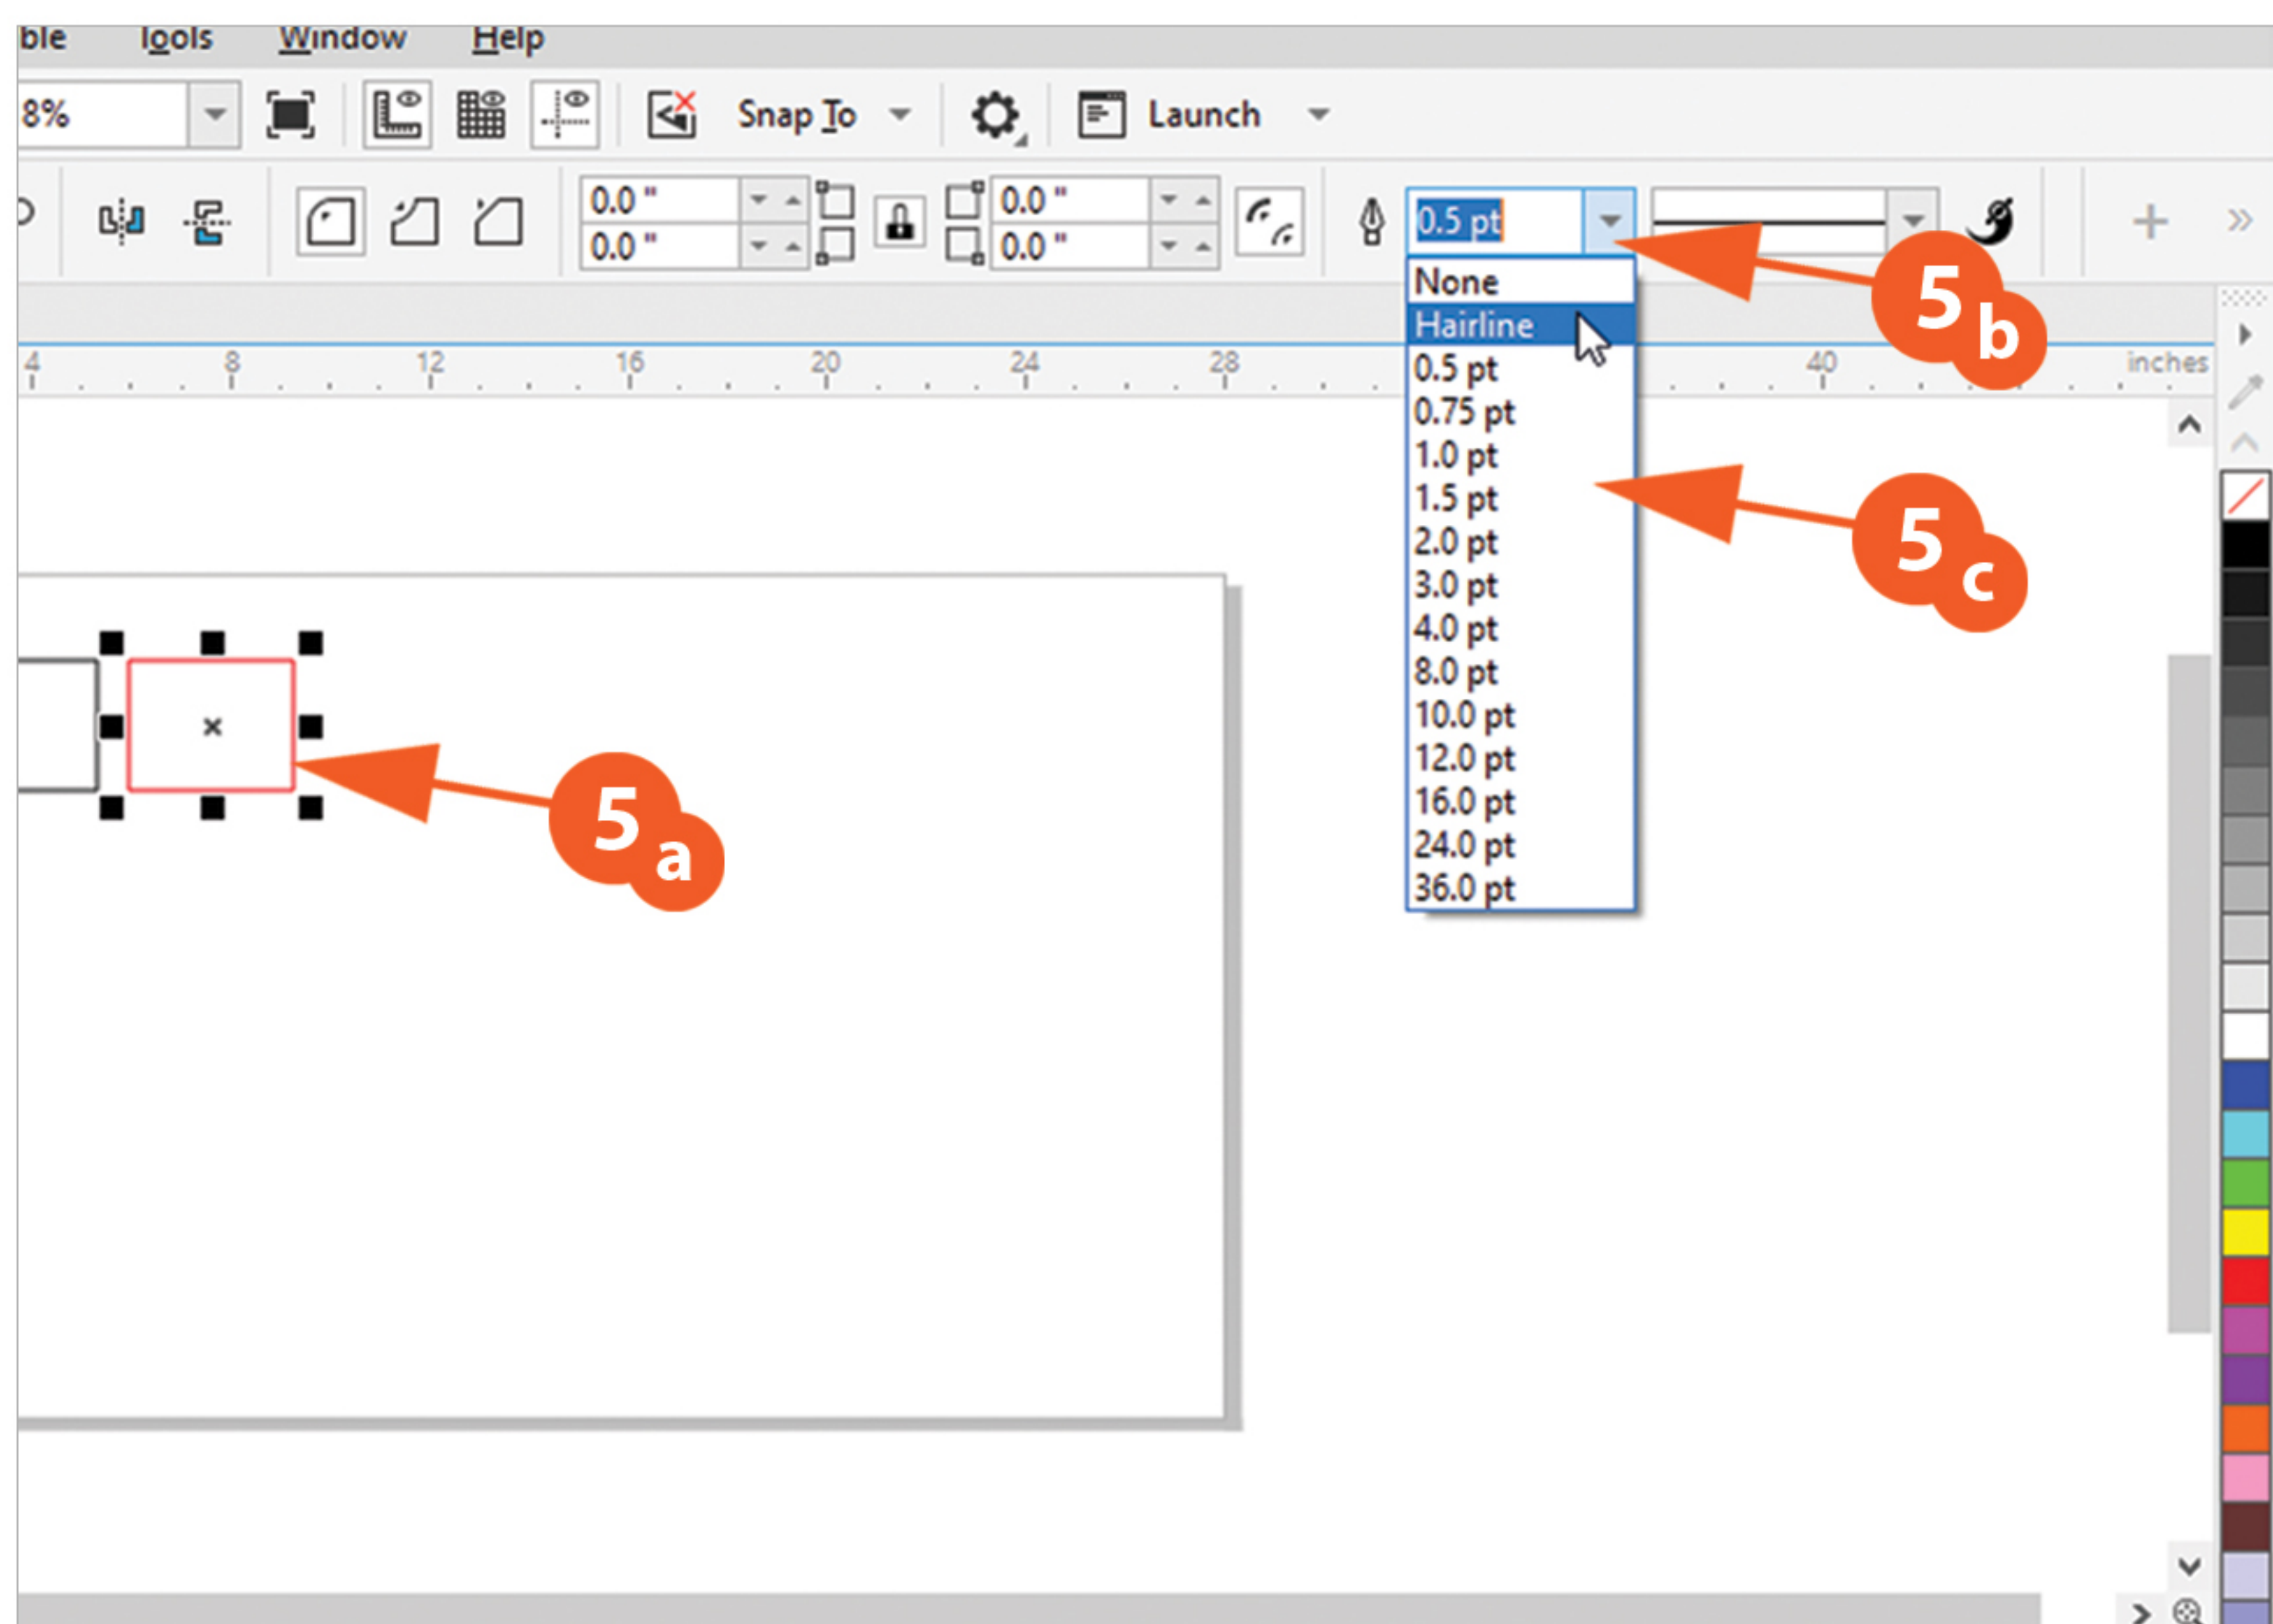 ble Tools Window Help
8% Snap To Launch
0.0 " 0.0 " 0.5 pt
0.0 " 0.0 "
None
Hairline
0.5 pt
0.75 pt
1.0 pt
1.5 pt
2.0 pt
3.0 pt
4.0 pt
8.0 pt
10.0 pt
12.0 pt
16.0 pt
24.0 pt
36.0 pt
5 b
4 8 12 16 20 24 28 40 inches
5 c
5 a